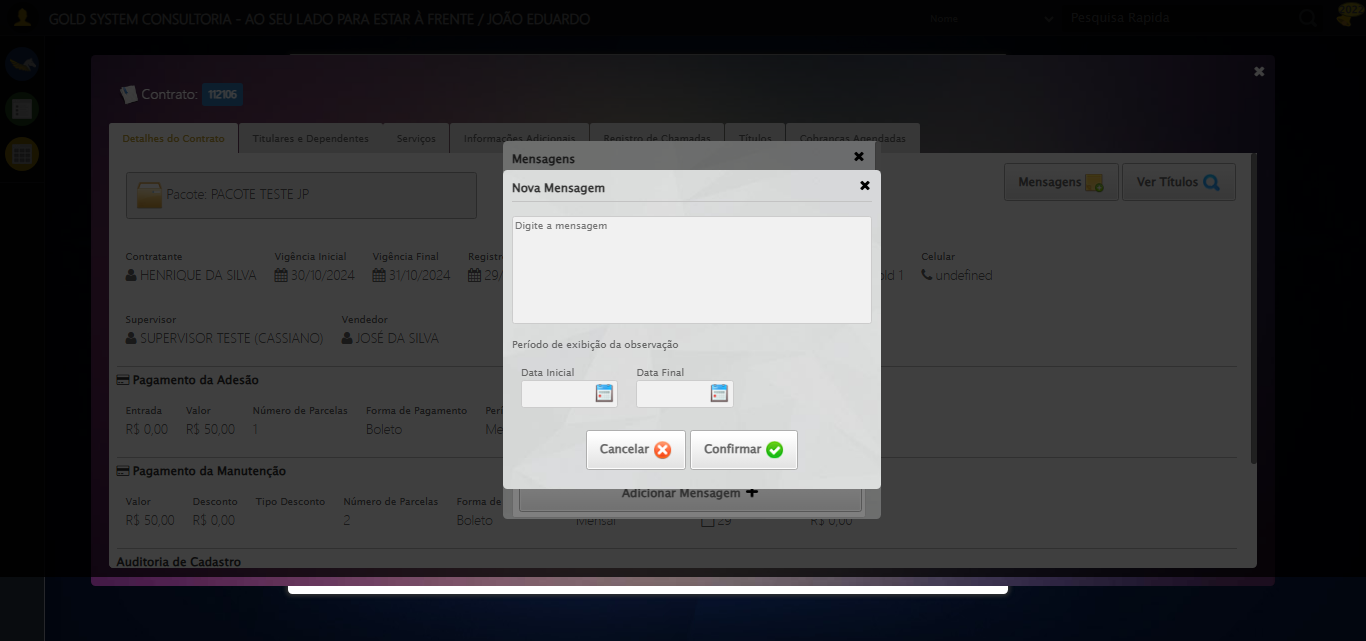 GOLD SYSTEM CONSULTORIA - AO SEU LADO PARA ESTAR À FRENTE / JOÃO EDUARDO
Nome
Pesquisa Rapida
Contrato: 112106
Detalhes do Contrato Titulares e Dependentes Serviços Informações Adicionais Registro de Chamadas Títulos Cobranças Agendadas
Mensagens
Pacote: PACOTE TESTE JP
Mensagens Ver Títulos
Nova Mensagem
Digite a mensagem
Contratante Vigência Inicial Vigência Final Celular
HENRIQUE DA SILVA 30/10/2024 31/10/2024 29/ undefined
Supervisor Vendedor
SUPERVISOR TESTE (CASSIANO) JOSÉ DA SILVA
Período de exibição da observação
Data Inicial Data Final
Pagamento da Adesão
Entrada Valor Número de Parcelas Forma de Pagamento
R$ 0,00 R$ 50,00 1 Boleto
Cancelar Confirmar
Pagamento da Manutenção
Adicionar Mensagem
Valor Desconto Tipo Desconto Número de Parcelas Forma de
R$ 50,00 R$ 0,00 2 Boleto Mensal 29 R$ 0,00
Auditoria de Cadastro